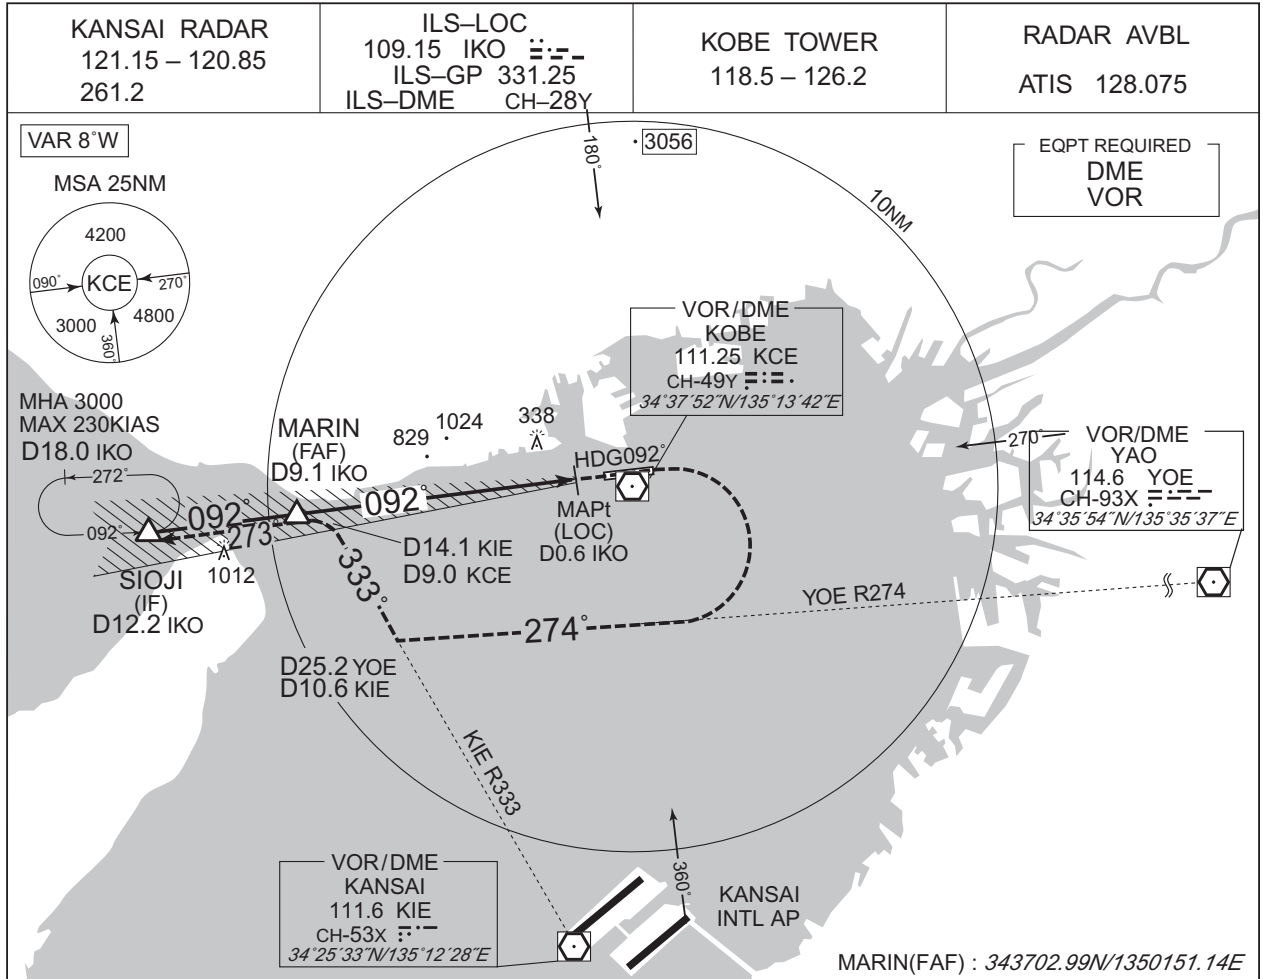 KANSAI RADAR
121.15 – 120.85
261.2
ILS–LOC
109.15 IKO
ILS–GP 331.25
ILS–DME CH–28Y
KOBE TOWER
118.5 – 126.2
RADAR AVBL
ATIS 128.075
VAR 8°W
MSA 25NM
4200
090°
KCE
270°
3000
4800
360°
180°
3056
10NM
EQPT REQUIRED
DME
VOR
VOR/DME
KOBE
111.25 KCE
CH-49Y
34°37′52″N/135°13′42″E
MHA 3000
MAX 230KIAS
D18.0 IKO
272°
092°
MARIN
(FAF)
D9.1 IKO
829
1024
338
HDG092°
092°
092°
273°
SIOJI
(IF)
D12.2 IKO
1012
333°
D14.1 KIE
D9.0 KCE
MAPt
(LOC)
D0.6 IKO
270°
VOR/DME
YAO
114.6 YOE
CH-93X
34°35′54″N/135°35′37″E
YOE R274
274°
D25.2 YOE
D10.6 KIE
KIE R333
VOR/DME
KANSAI
111.6 KIE
CH-53X
34°25′33″N/135°12′28″E
360°
KANSAI
INTL AP
MARIN(FAF) : 343702.99N/1350151.14E